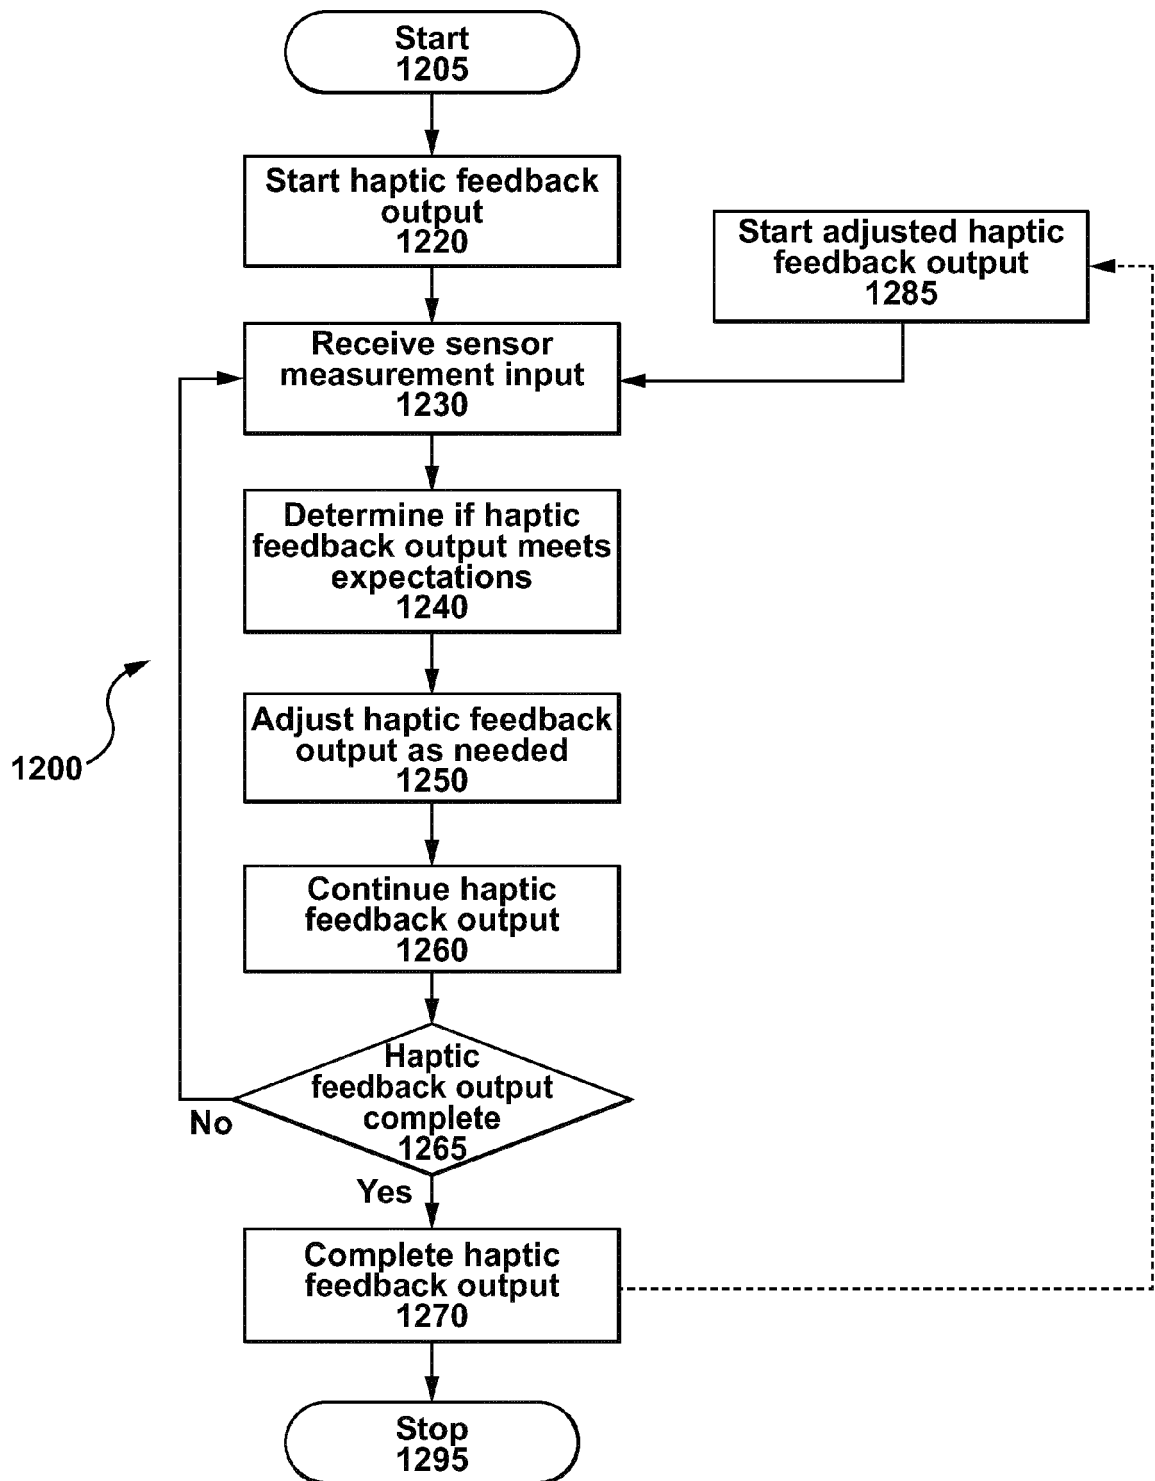 Start
1205
Start haptic feedback
output
1220
Start adjusted haptic
feedback output
1285
Receive sensor
measurement input
1230
Determine if haptic
feedback output meets
expectations
1240
1200
Adjust haptic feedback
output as needed
1250
Continue haptic
feedback output
1260
Haptic
feedback output
complete
1265
No
Yes
Complete haptic
feedback output
1270
Stop
1295